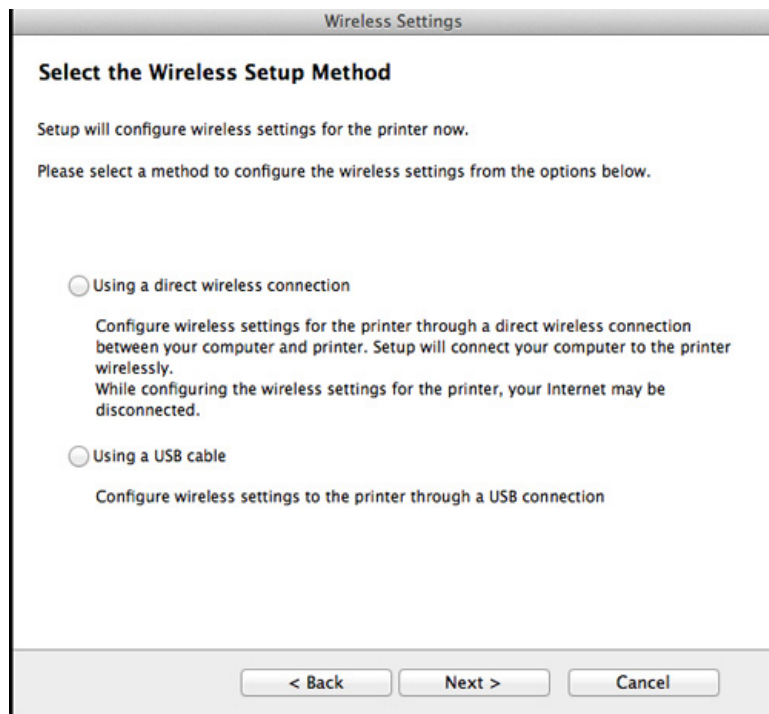 Wireless Settings
Select the Wireless Setup Method
Setup will configure wireless settings for the printer now.
Please select a method to configure the wireless settings from the options below.
Using a direct wireless connection
Configure wireless settings for the printer through a direct wireless connection
between your computer and printer. Setup will connect your computer to the printer
wirelessly.
While configuring the wireless settings for the printer, your Internet may be
disconnected.
Using a USB cable
Configure wireless settings to the printer through a USB connection
< Back Next > Cancel